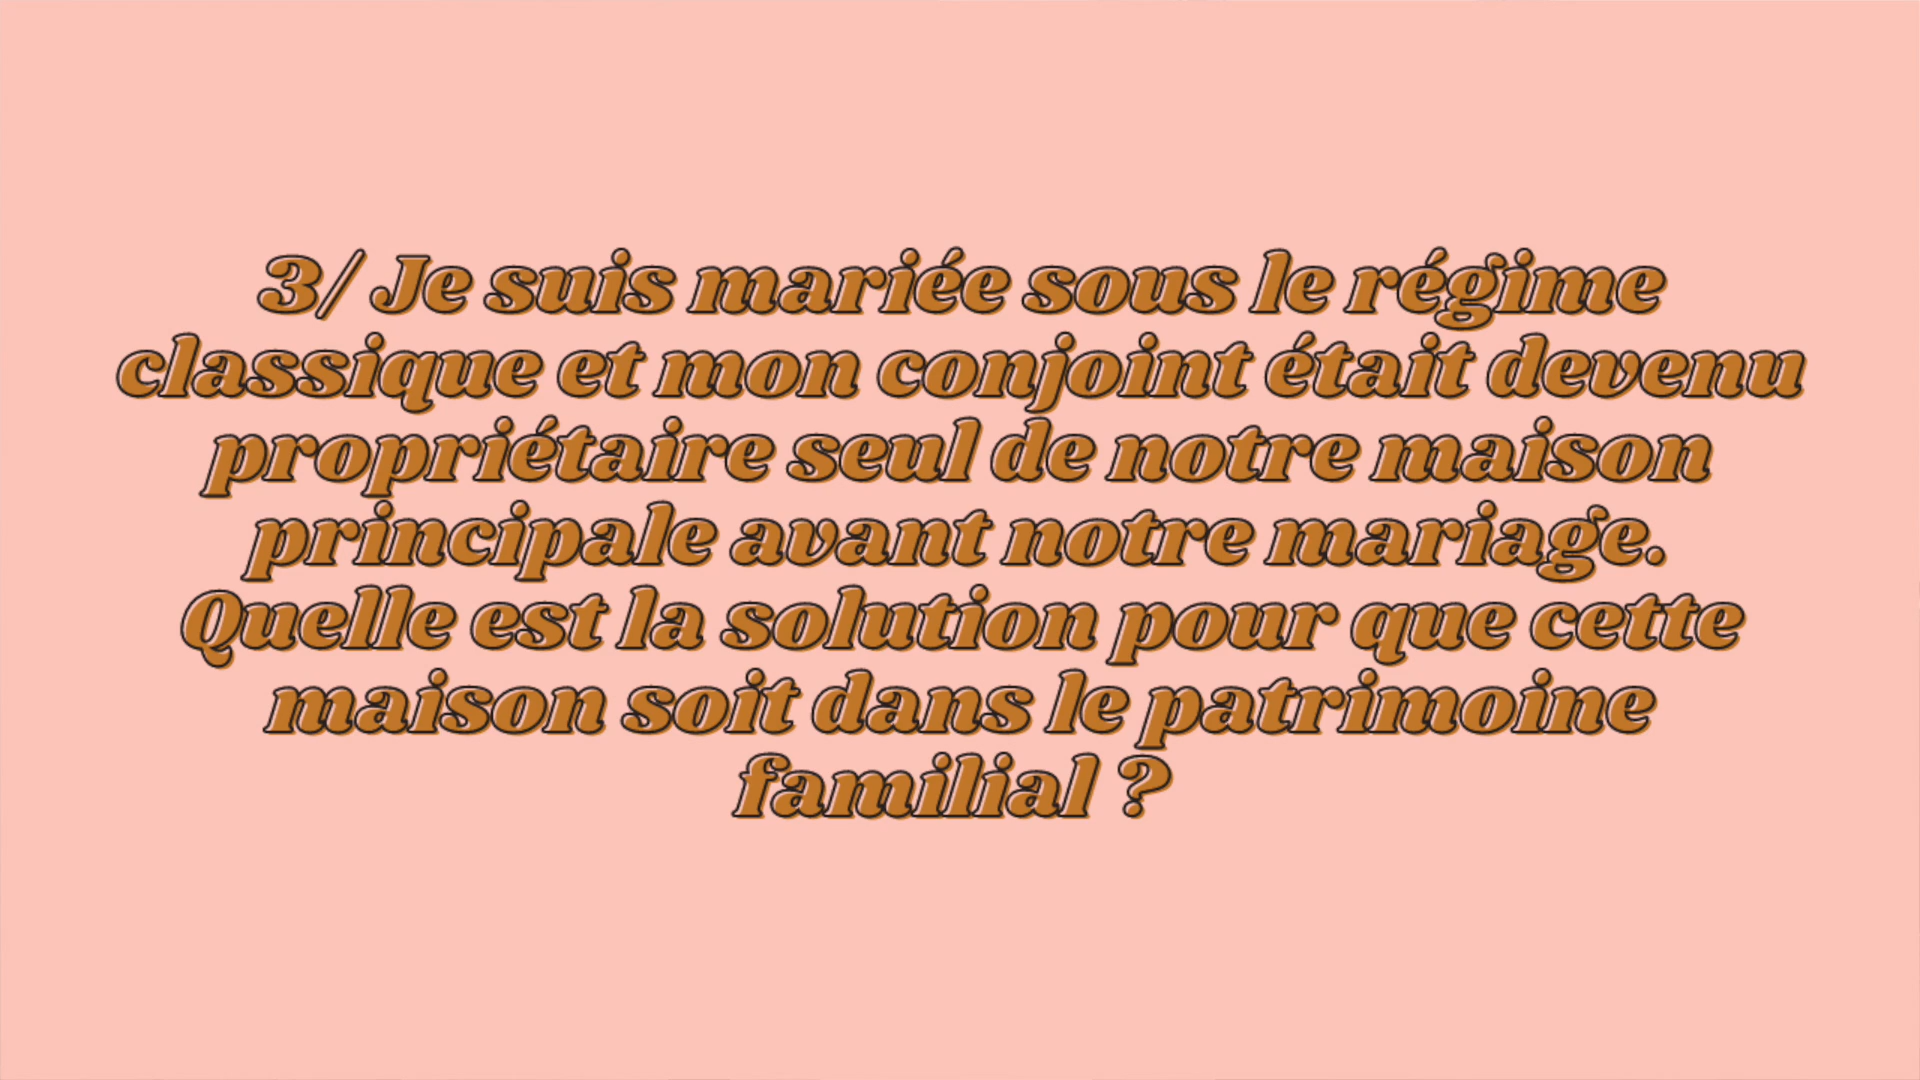 3/ Je suis mariée sous le régime
classique et mon conjoint était devenu
propriétaire seul de notre maison
principale avant notre mariage.
Quelle est la solution pour que cette
maison soit dans le patrimoine
familial ?